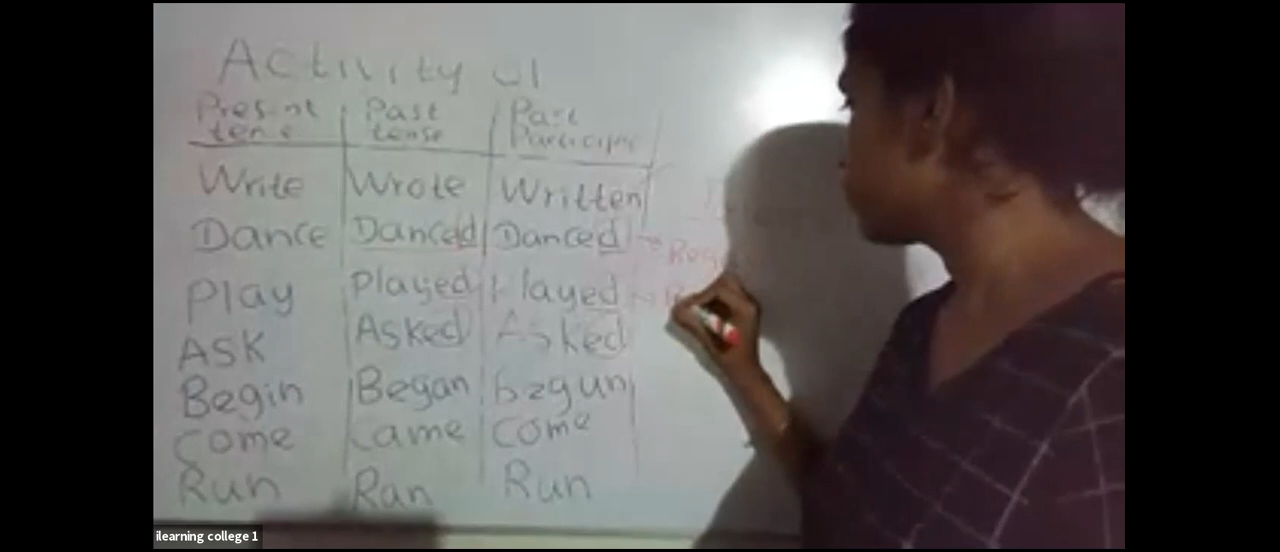 Activity 01
Present tense | Past tense | Past Participle
Write | Wrote | Written
Dance | Danced | Danced →
Play | Played | Played →
ASK | Asked | Asked
Begin | Began | begun
Come | Came | Come
Run | Ran | Run
ilearning college 1